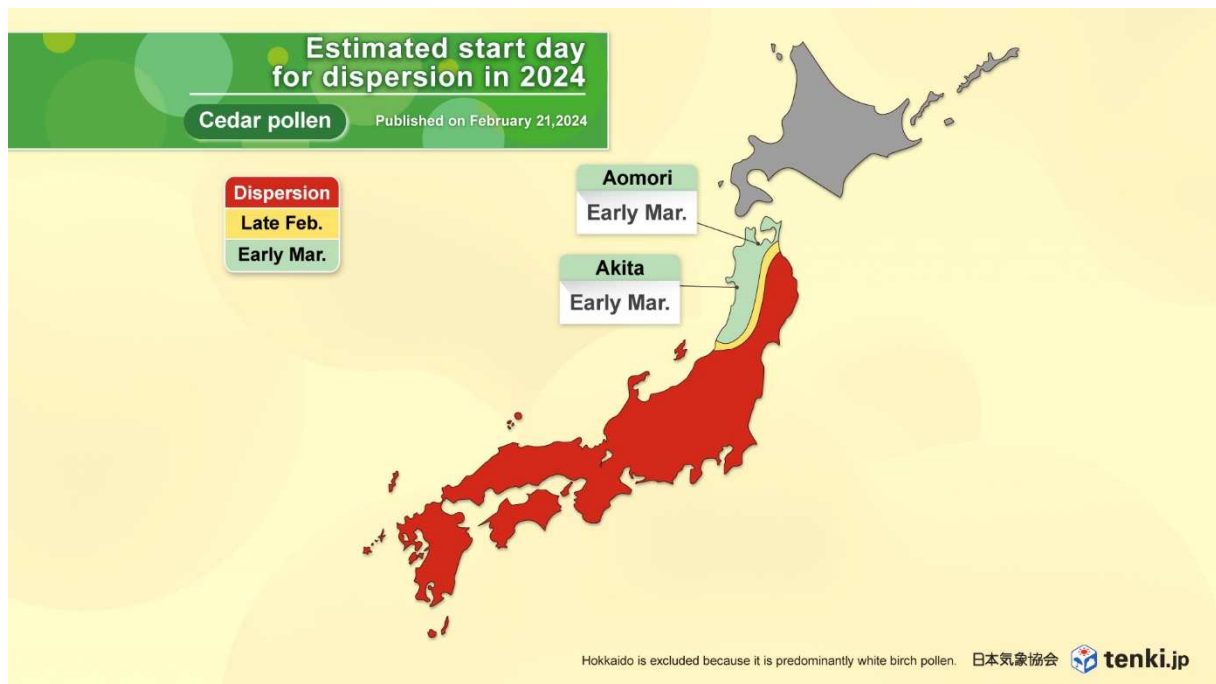 Estimated start day
for dispersion in 2024
Cedar pollen
Published on February 21,2024
Dispersion
Late Feb.
Early Mar.
Aomori
Early Mar.
Akita
Early Mar.
Hokkaido is excluded because it is predominantly white birch pollen.
日本気象協会
tenki.jp